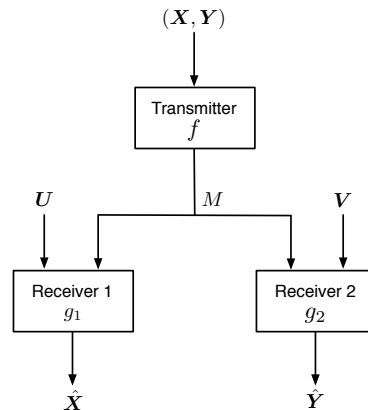 (X, Y)
Transmitter
f
M
U
V
Receiver 1
g₁
Receiver 2
g₂
X̂
Ŷ